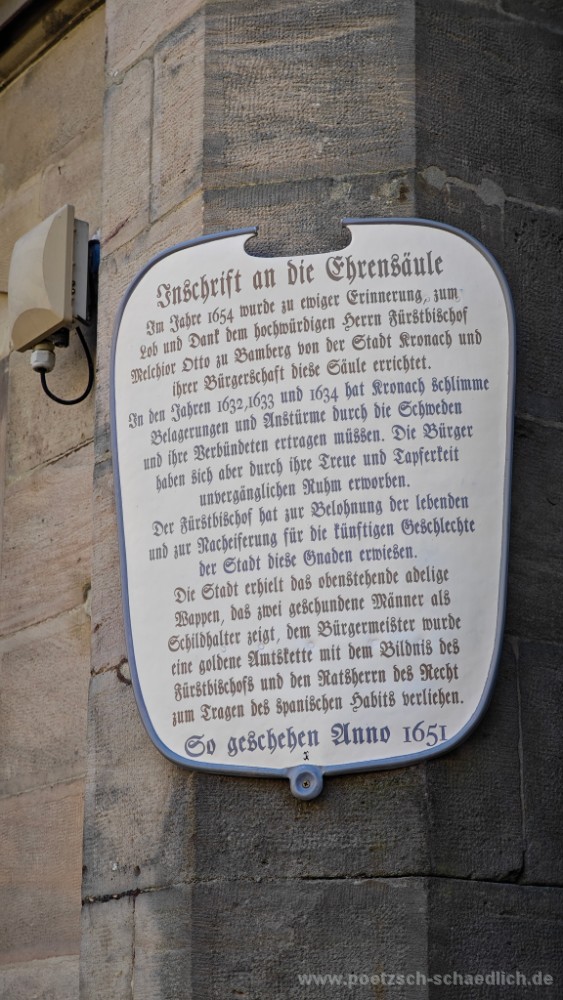 Inschrift an die Ehrensäule
Im Jahre 1654 wurde zu ewiger Erinnerung, zum
Lob und Dank dem hochwürdigen Herrn Fürstbischof
Melchior Otto zu Bamberg von der Stadt Kronach und
ihrer Bürgerschaft diese Säule errichtet.
In den Jahren 1632,1633 und 1634 hat Kronach schlimme
Belagerungen und Anstürme durch die Schweden
und ihre Verbündeten ertragen müssen. Die Bürger
haben sich aber durch ihre Treue und Tapferkeit
unvergänglichen Ruhm erworben.
Der Fürstbischof hat zur Belohnung der lebenden
und zur Nacheiferung für die künftigen Geschlechte
der Stadt diese Gnaden erwiesen.
Die Stadt erhielt das obenstehende adelige
Wappen, das zwei geschundene Männer als
Schildhalter zeigt, dem Bürgermeister wurde
eine goldene Amtskette mit dem Bildnis des
Fürstbischofs und den Ratsherrn des Recht
zum Tragen des spanischen Habits verliehen.
So geschehen Anno 1651
www.poetzsch-schaedlich.de